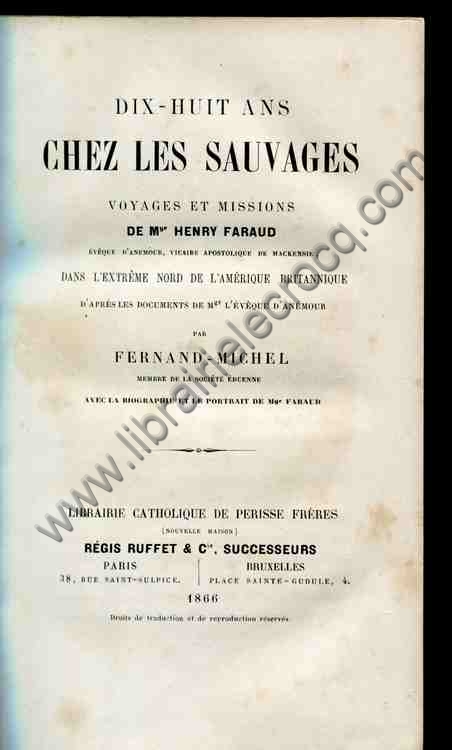 DIX-HUIT ANS
CHEZ LES SAUVAGES
VOYAGES ET MISSIONS
DE Mgr HENRY FARAUD
ÉVÊQUE D'ANEMOUR, VICAIRE APOSTOLIQUE DE MACKENSIE,
DANS L'EXTRÊME NORD DE L'AMÉRIQUE BRITANNIQUE
D'APRÈS LES DOCUMENTS DE Mgr L'ÉVÊQUE D'ANÉMOUR
PAR
FERNAND-MICHEL
MEMBRE DE LA SOCIÉTÉ ÉDUENNE
AVEC LA BIOGRAPHIE ET LE PORTRAIT DE Mgr FARAUD
LIBRAIRIE CATHOLIQUE DE PERISSE FRÈRES
(NOUVELLE MAISON)
RÉGIS RUFFET & Cie, SUCCESSEURS
PARIS
38, RUE SAINT-SULPICE.
BRUXELLES
PLACE SAINTE-GUDULE, 4.
1866
Droits de traduction et de reproduction réservés.
www.librairielecrocq.com